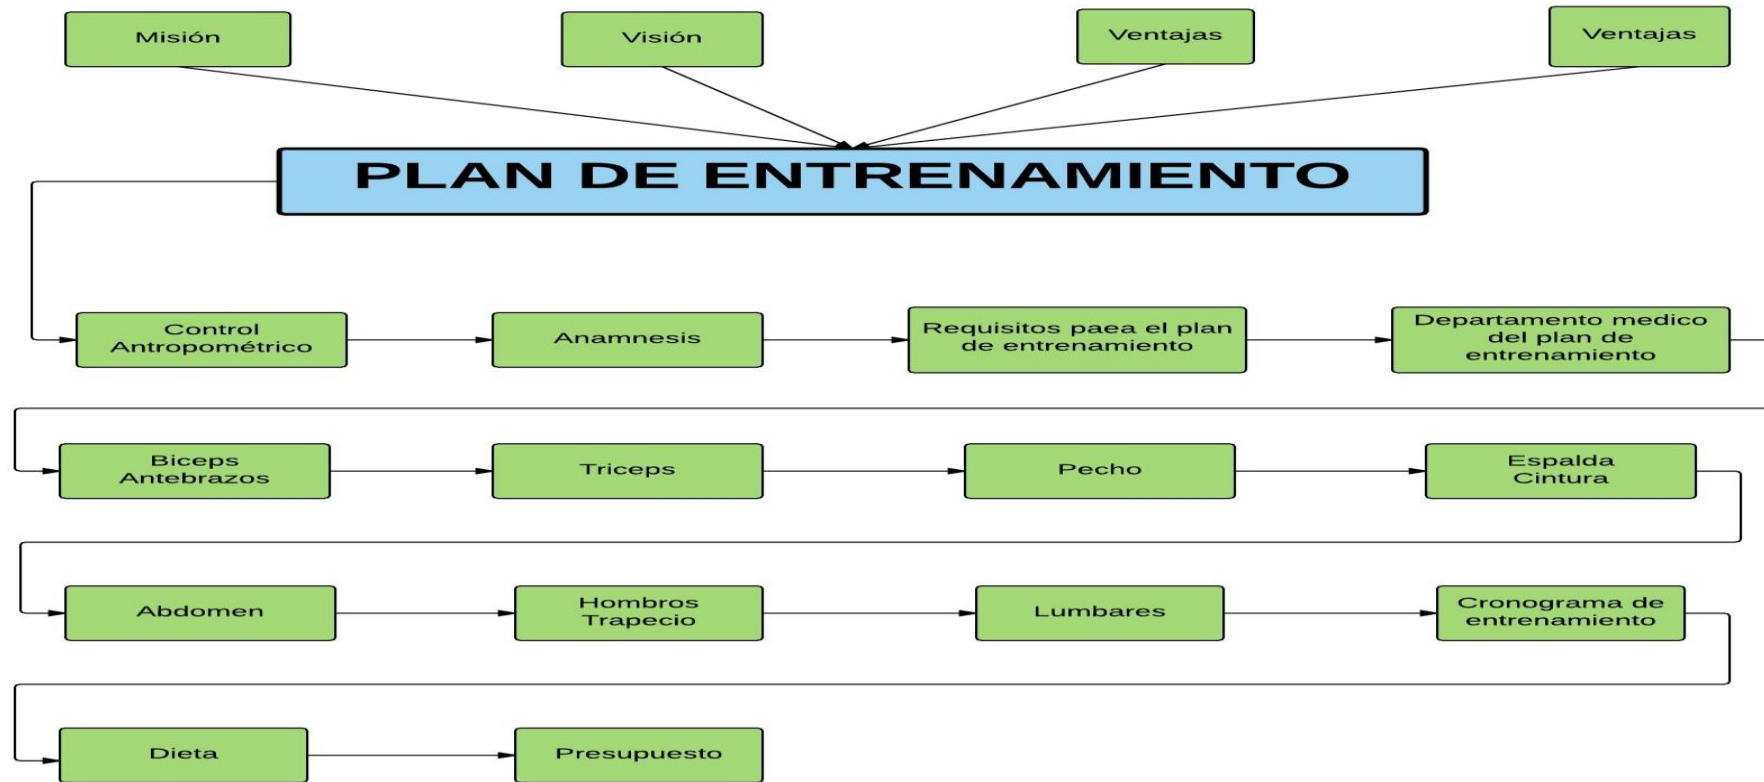 Misión
Visión
Ventajas
Ventajas
PLAN DE ENTRENAMIENTO
Control
Antropométrico
Anamnesis
Requisitos paea el plan
de entrenamiento
Departamento medico
del plan de
entrenamiento
Biceps
Antebrazos
Triceps
Pecho
Espalda
Cintura
Abdomen
Hombros
Trapecio
Lumbares
Cronograma de
entrenamiento
Dieta
Presupuesto